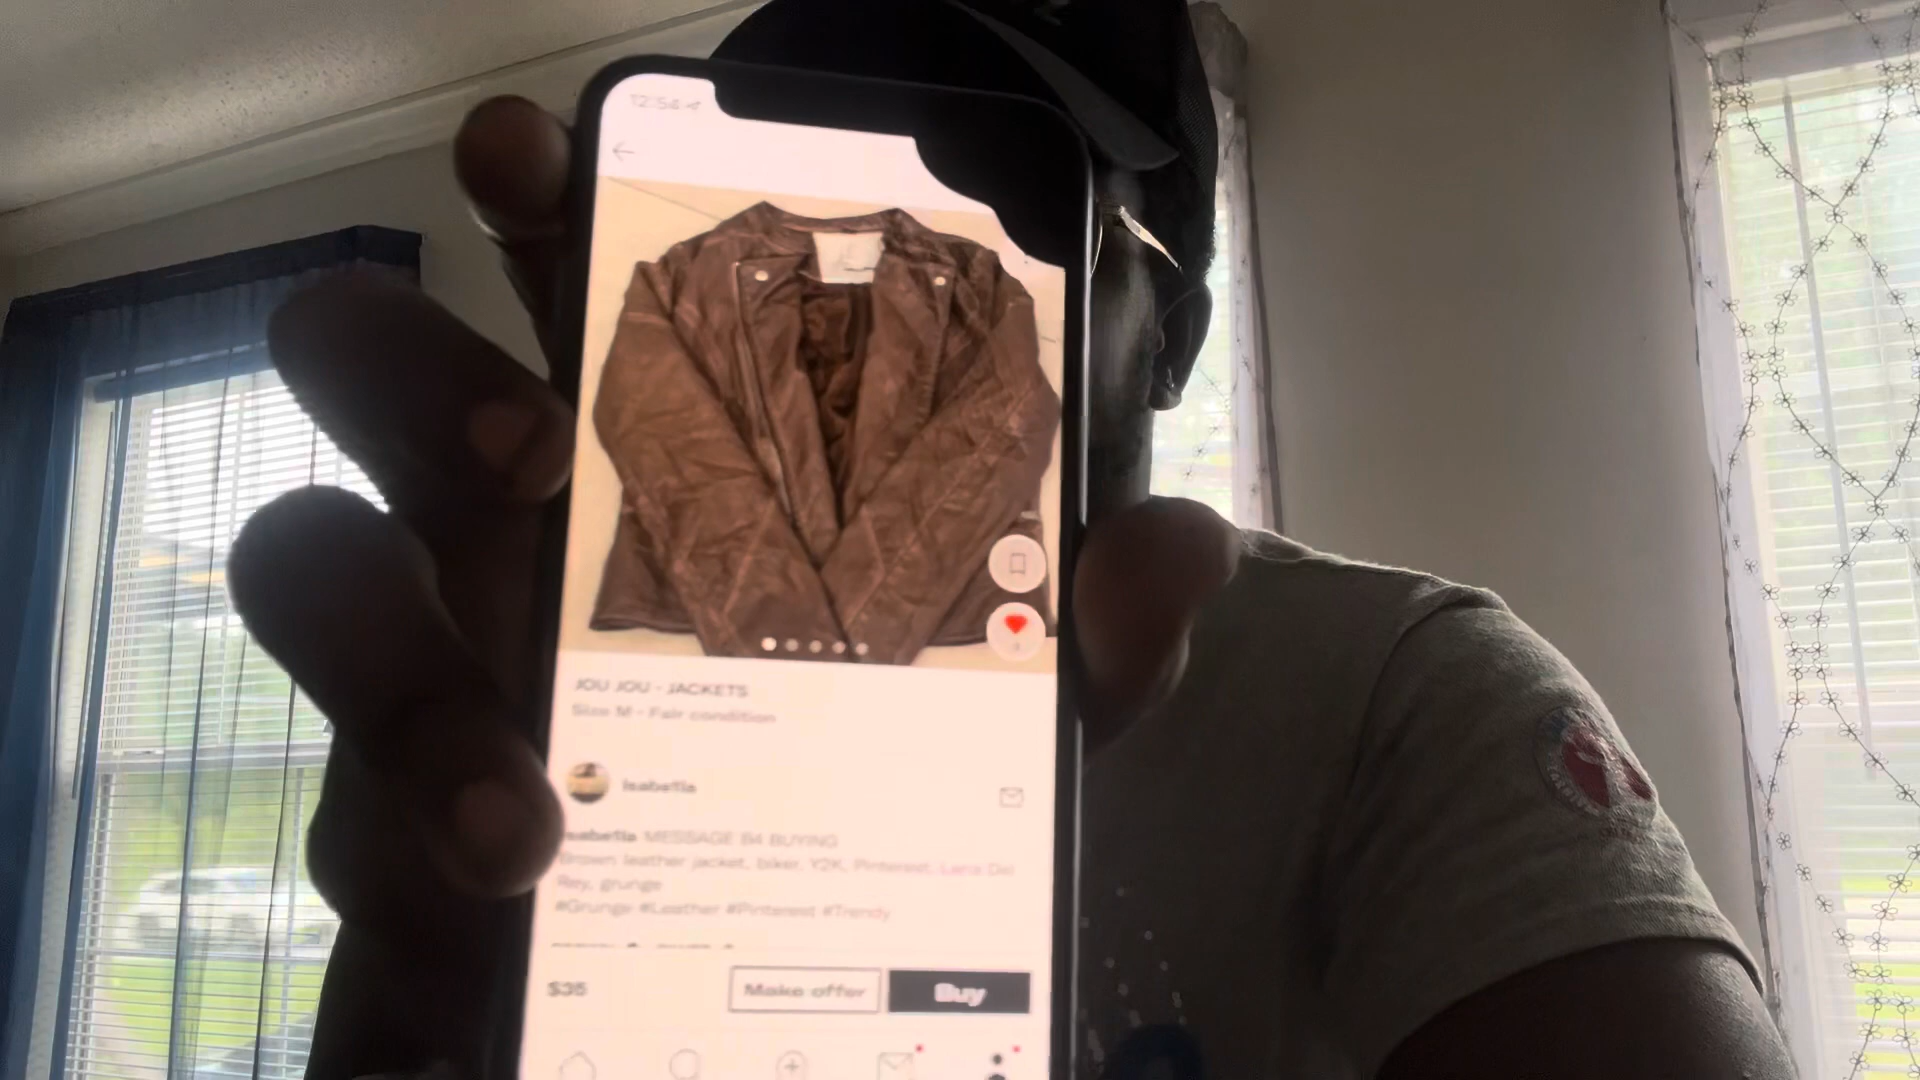 12:54
JOU JOU - JACKETS
Size M - Fair condition
Isabella
Isabella MESSAGE B4 BUYING
Brown leather jacket, biker, Y2K, Pinterest, Lana Del
Rey, grunge
#Grunge #Leather #Pinterest #Trendy
$35
Make offer
Buy